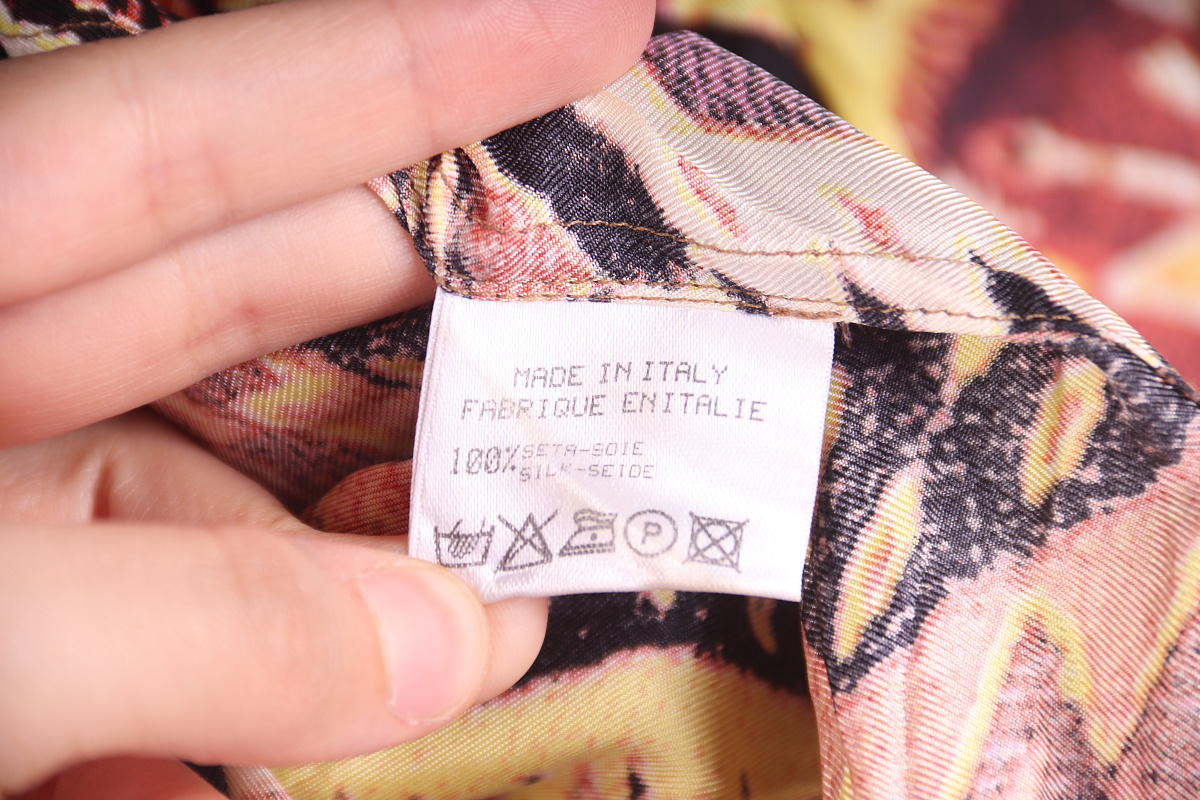 MADE IN ITALY
FABRIQUE EN ITALIE
100% SETA-SOIE
SILK-SEIDE
P